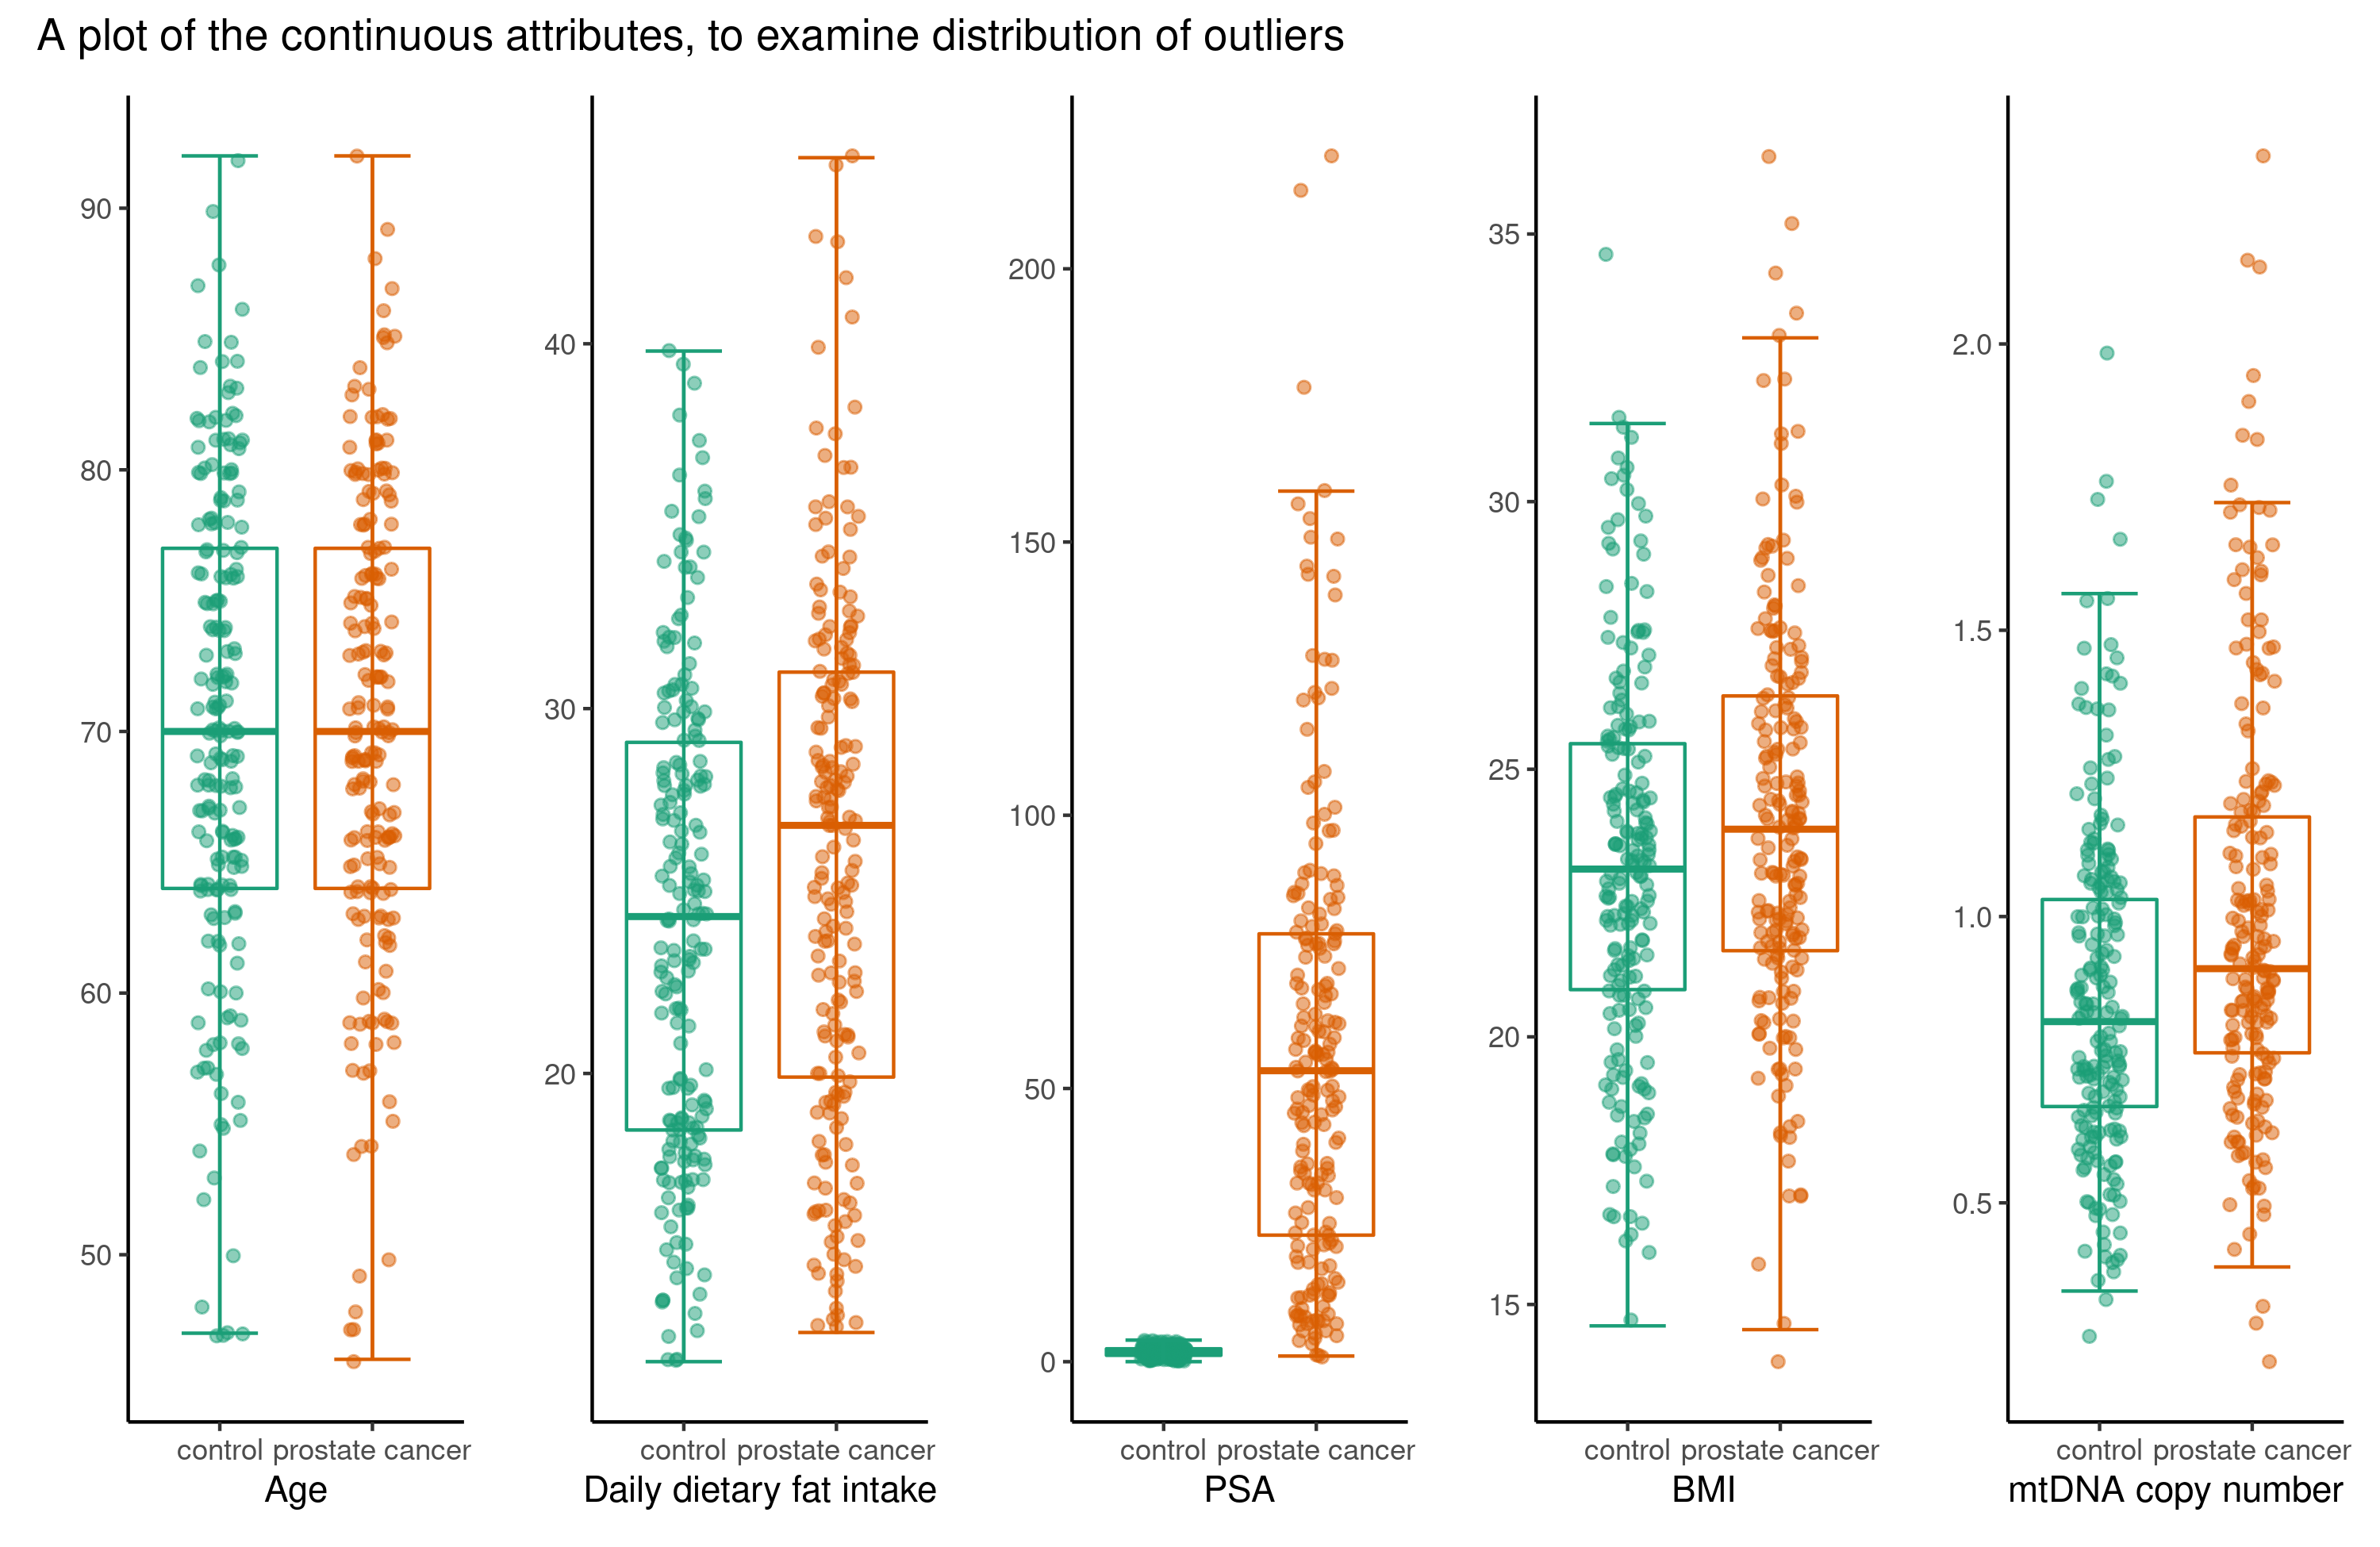 A plot of the continuous attributes, to examine distribution of outliers
90
80
70
60
50
control prostate cancer
Age
40
30
20
control prostate cancer
Daily dietary fat intake
200
150
100
50
0
control prostate cancer
PSA
35
30
25
20
15
control prostate cancer
BMI
2.0
1.5
1.0
0.5
control prostate cancer
mtDNA copy number